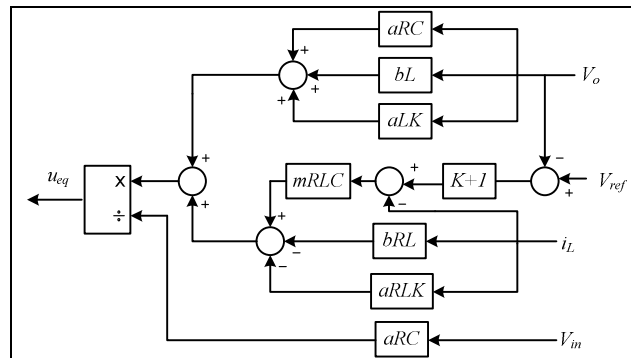 aRC
+
bL
+
V_o
+
aLK
u_eq
x
÷
+
+
mRLC
+
−
K+1
−
+
V_ref
+
−
bRL
i_L
−
aRLK
aRC
V_in